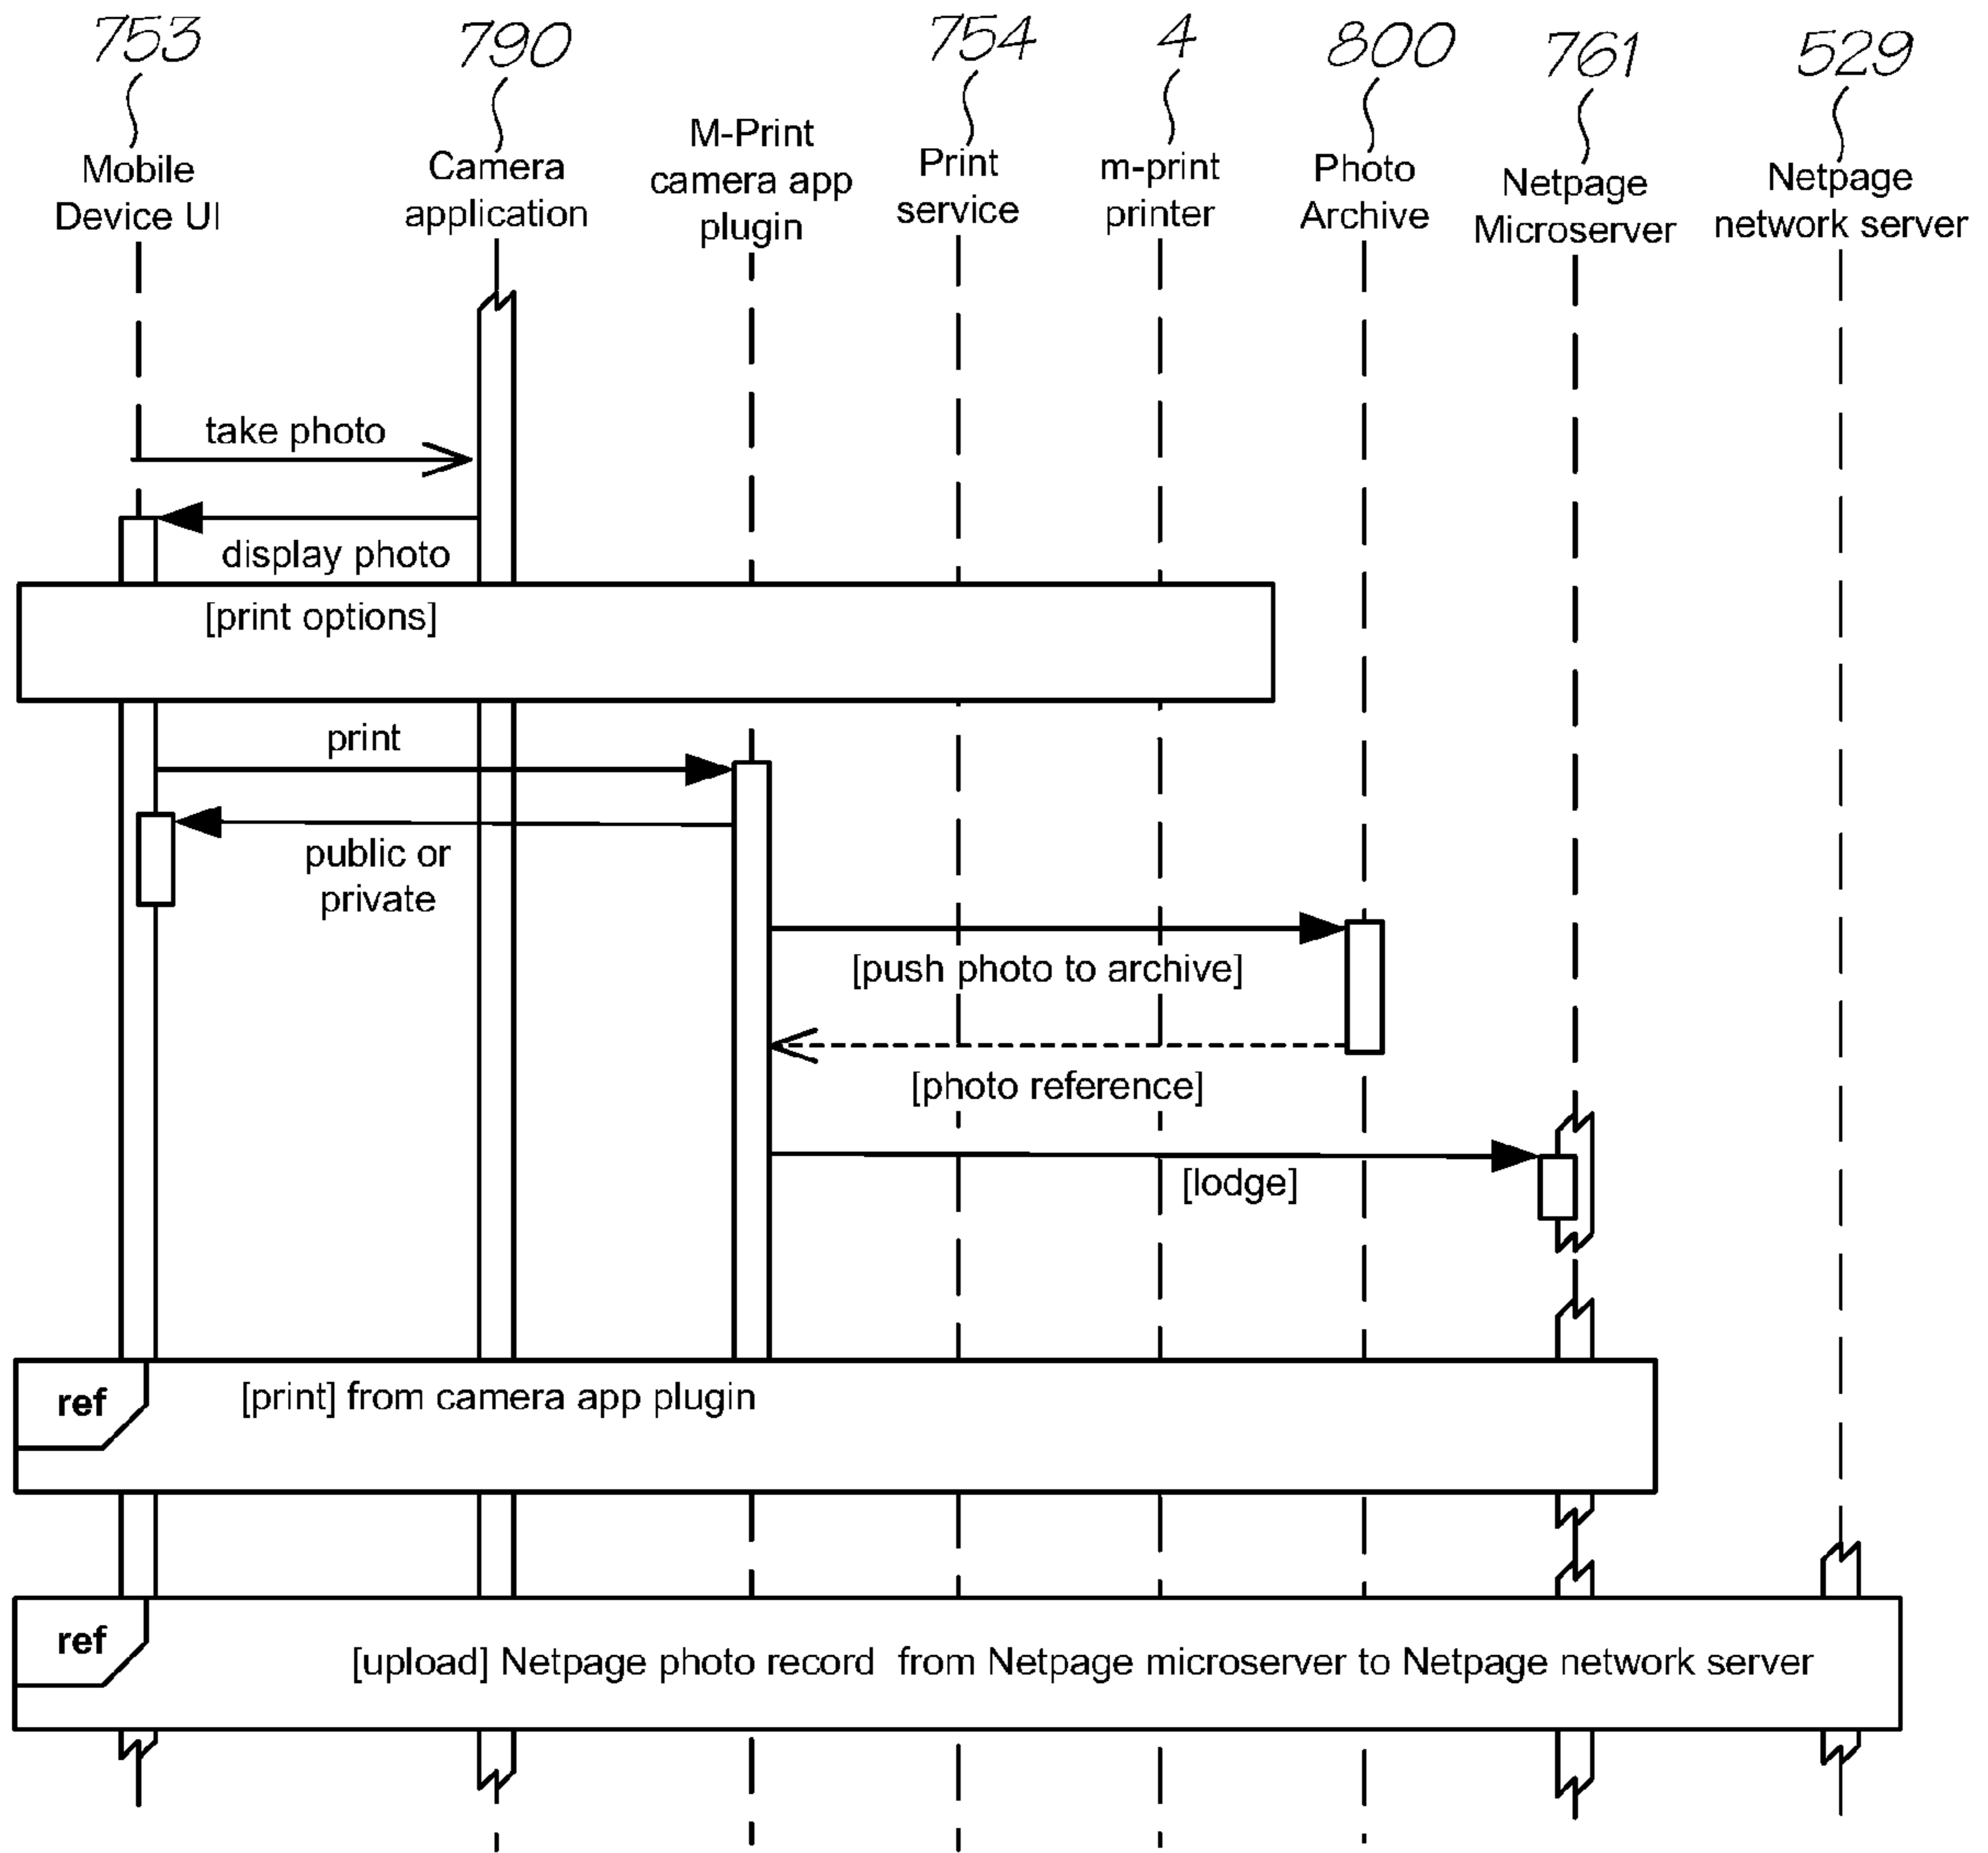 753
790
754
4
800
761
529
Mobile
Device UI
Camera
application
M-Print
camera app
plugin
Print
service
m-print
printer
Photo
Archive
Netpage
Microserver
Netpage
network server
take photo
display photo
[print options]
print
public or
private
[push photo to archive]
[photo reference]
[lodge]
ref
[print] from camera app plugin
ref
[upload] Netpage photo record from Netpage microserver to Netpage network server